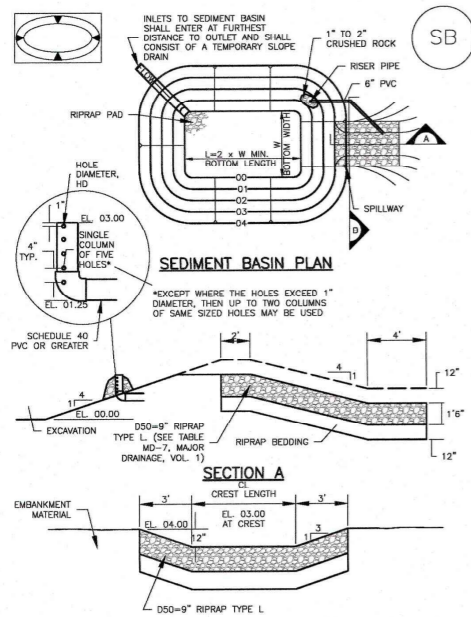 INLETS TO SEDIMENT BASIN
SHALL ENTER AT FURTHEST
DISTANCE TO OUTLET AND SHALL
CONSIST OF A TEMPORARY SLOPE
DRAIN
1" TO 2"
CRUSHED ROCK
SB
RISER PIPE
6" PVC
FLOW
RIPRAP PAD
L=2 x W MIN.
BOTTOM LENGTH
W
BOTTOM WIDTH
A
HOLE
DIAMETER,
HD
00
01
02
03
04
SPILLWAY
B
1"
EL. 03.00
4"
TYP.
SINGLE
COLUMN
OF FIVE
HOLES*
EL. 01.25
SEDIMENT BASIN PLAN
*EXCEPT WHERE THE HOLES EXCEED 1"
DIAMETER, THEN UP TO TWO COLUMNS
OF SAME SIZED HOLES MAY BE USED
SCHEDULE 40
PVC OR GREATER
2'
4'
4
1
12"
4
1
EL 00.00
EXCAVATION
D50=9" RIPRAP
TYPE L. (SEE TABLE
MD-7, MAJOR
DRAINAGE, VOL. 1)
RIPRAP BEDDING
1'6"
12"
SECTION A
CL
CREST LENGTH
EMBANKMENT
MATERIAL
3'
3'
EL. 04.00
EL. 03.00
AT CREST
12"
3
1
D50=9" RIPRAP TYPE L